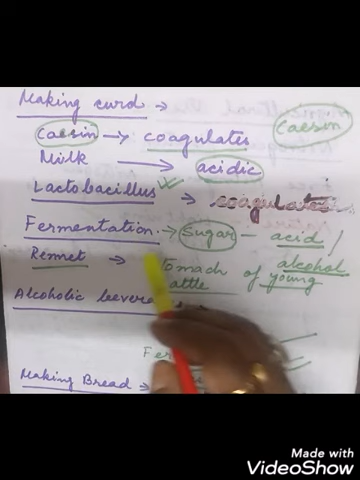 Making curd →
Caesin → coagulates
Caesin
Milk → acidic
Lactobacillus → coagulates
Fermentation. → Sugar - acid /
alcohol
Rennet → stomach of young
cattle
Alcoholic beverages
Making Bread →
Made With
VideoShow